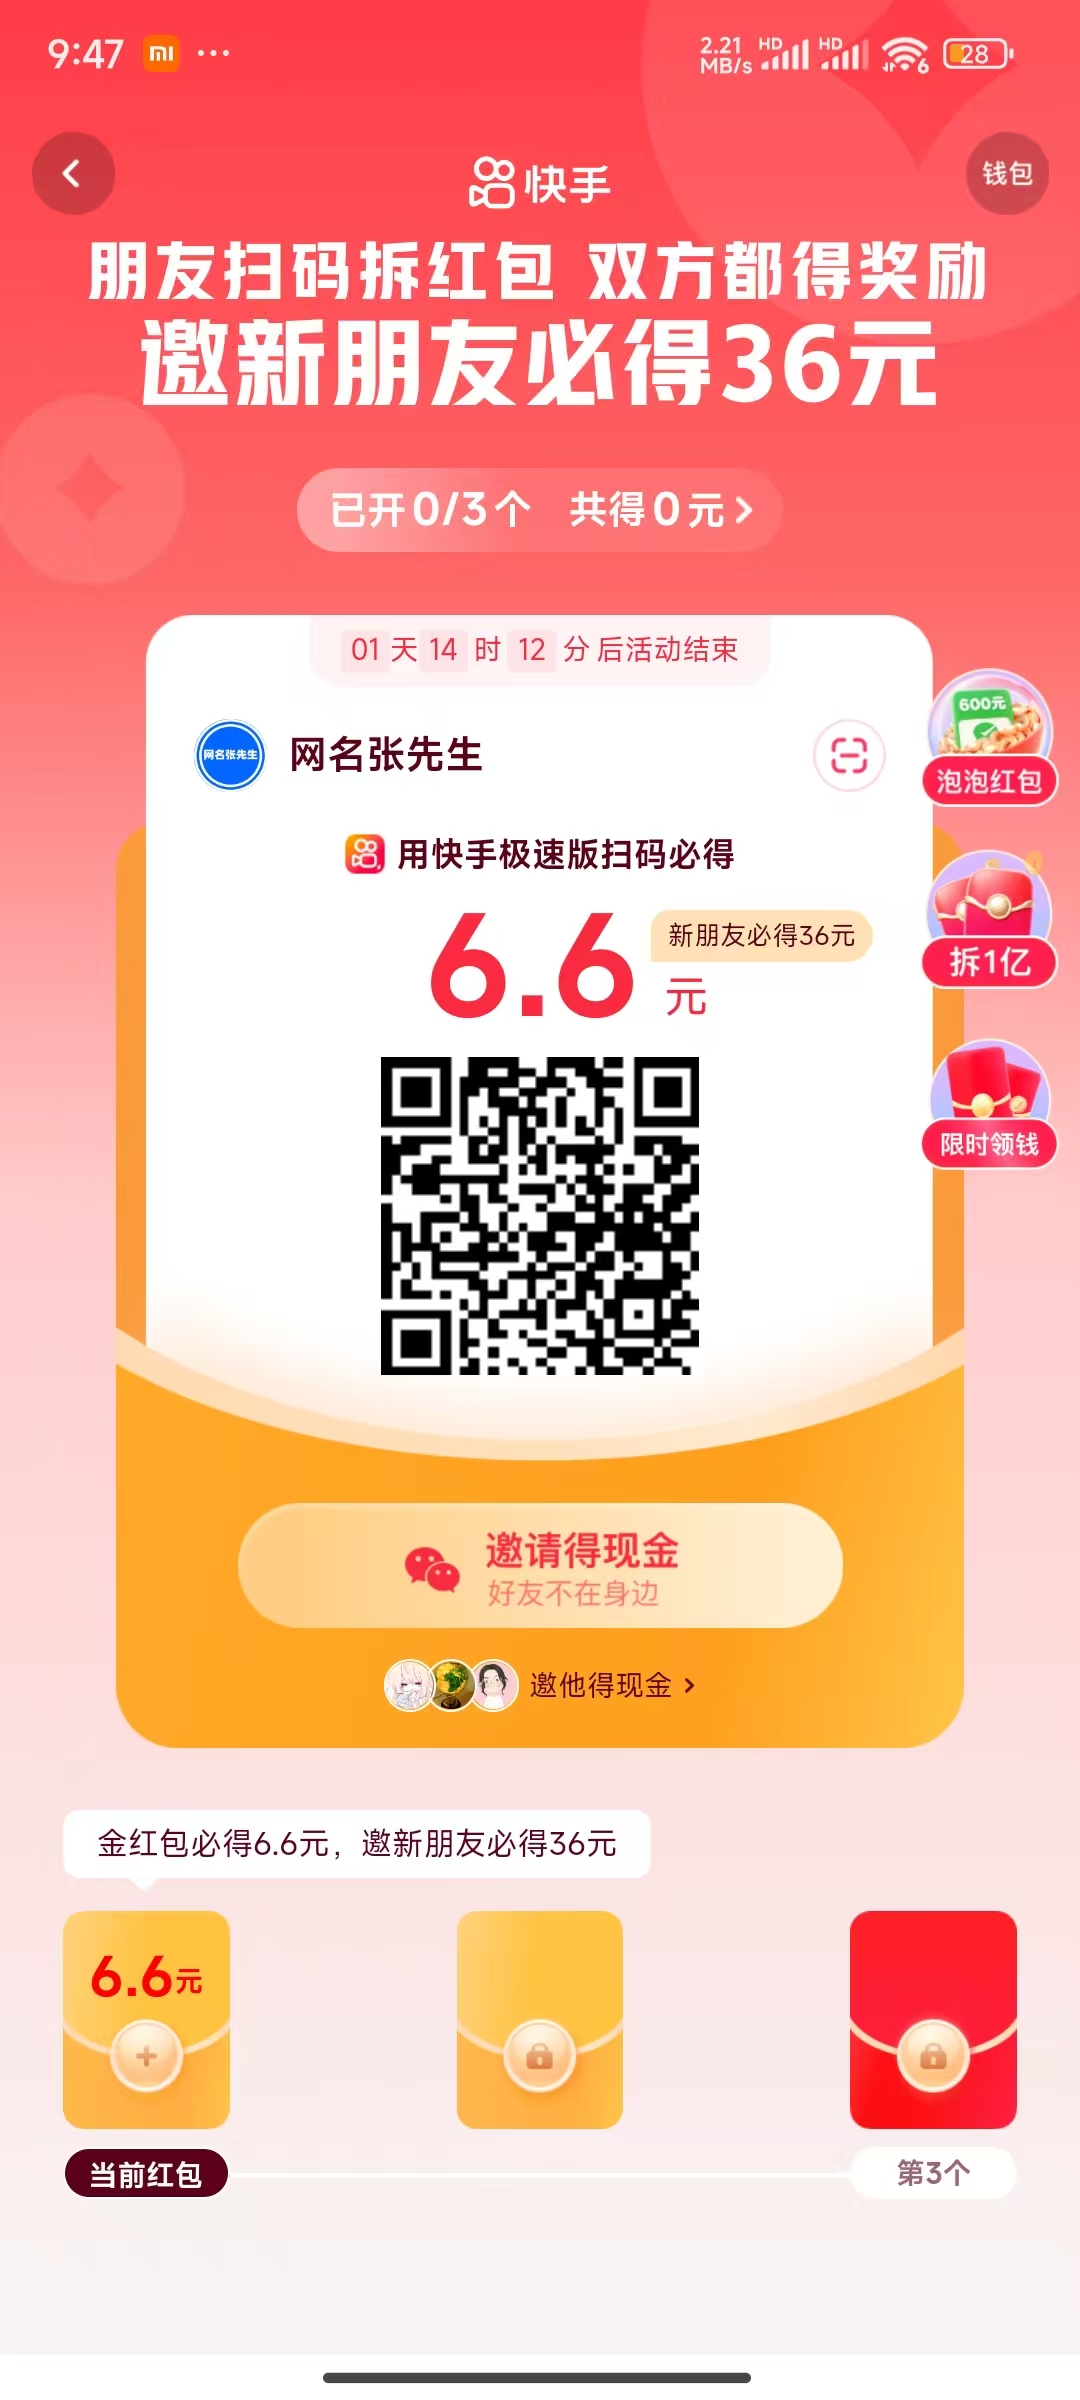 9:47
2.21 MB/s HD HD 6 28
快手
钱包
朋友扫码拆红包 双方都得奖励
邀新朋友必得36元
已开0/3个 共得0元
01天14时12分后活动结束
600元
泡泡红包
网名张先生
网名张先生
用快手极速版扫码必得
6.6元
新朋友必得36元
拆1亿
限时领钱
邀请得现金
好友不在身边
邀他得现金
金红包必得6.6元，邀新朋友必得36元
6.6元
当前红包
第3个